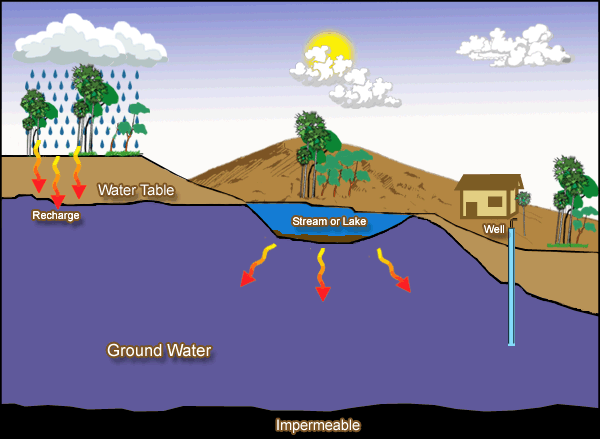 Water Table
Recharge
Stream or Lake
Well
Ground Water
Impermeable